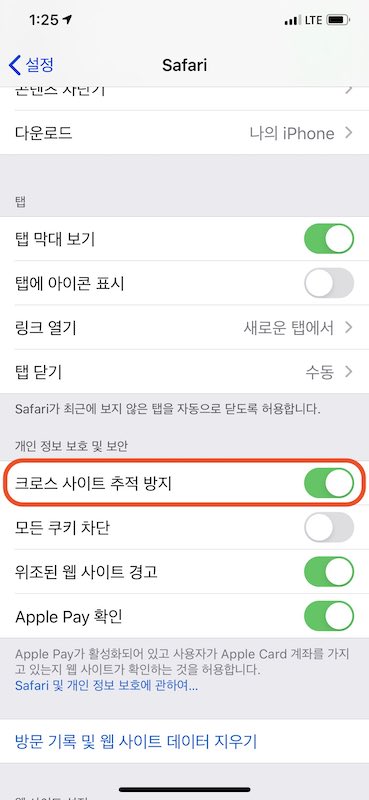 1:25
LTE
설정
Safari
콘텐츠 차단기
다운로드 나의 iPhone
탭
탭 막대 보기
탭에 아이콘 표시
링크 열기 새로운 탭에서
탭 닫기 수동
Safari가 최근에 보지 않은 탭을 자동으로 닫도록 허용합니다.
개인 정보 보호 및 보안
크로스 사이트 추적 방지
모든 쿠키 차단
위조된 웹 사이트 경고
Apple Pay 확인
Apple Pay가 활성화되어 있고 사용자가 Apple Card 계좌를 가지
고 있는지 웹 사이트가 확인하는 것을 허용합니다.
Safari 및 개인 정보 보호에 관하여...
방문 기록 및 웹 사이트 데이터 지우기